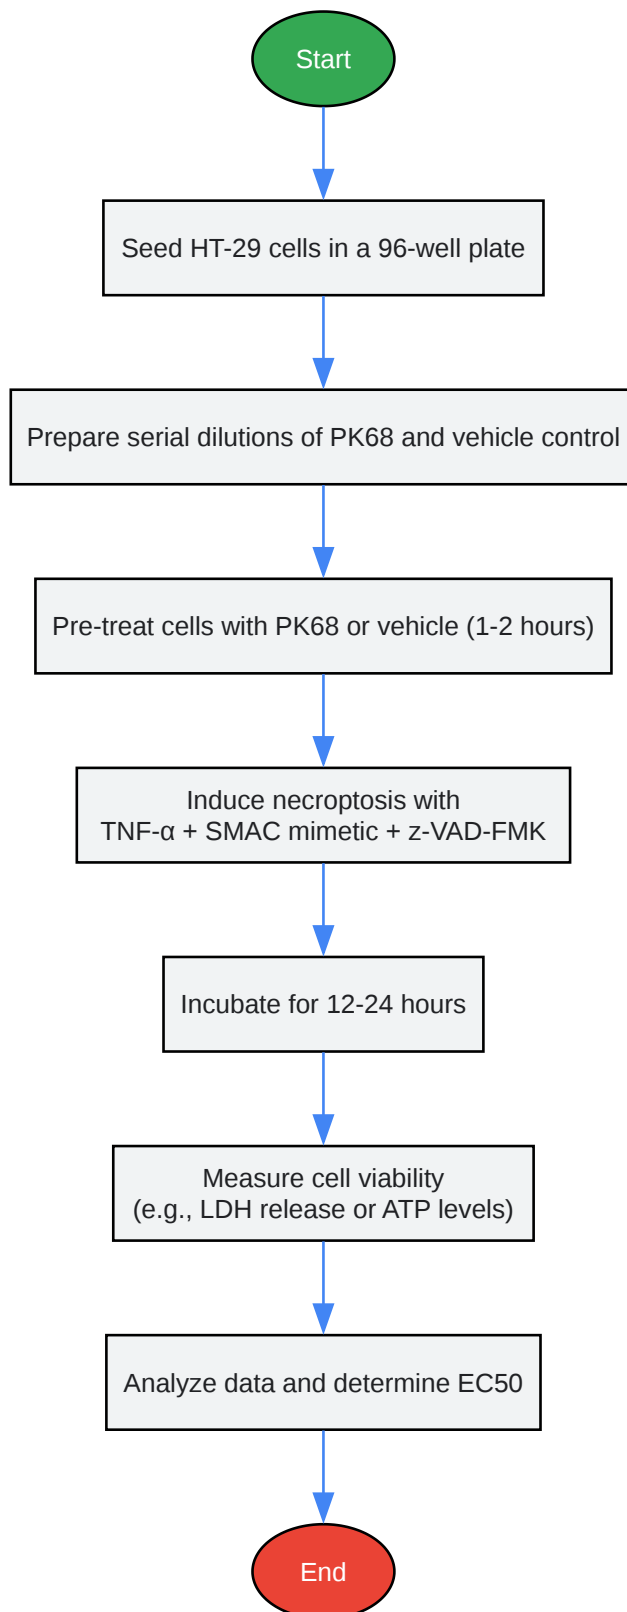 Start
Seed HT-29 cells in a 96-well plate
Prepare serial dilutions of PK68 and vehicle control
Pre-treat cells with PK68 or vehicle (1-2 hours)
Induce necroptosis with
TNF-α + SMAC mimetic + z-VAD-FMK
Incubate for 12-24 hours
Measure cell viability
(e.g., LDH release or ATP levels)
Analyze data and determine EC50
End